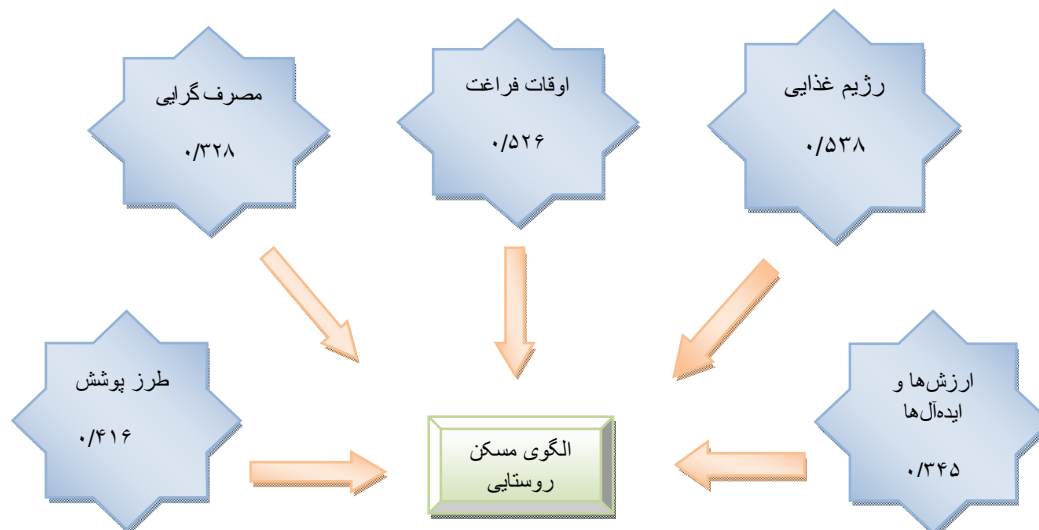 رژیم غذایی
۰/۵۳۸
اوقات فراغت
۰/۵۲۶
مصرف گرایی
۰/۳۲۸
ارزش‌ها و
ایده‌آل‌ها
۰/۳۴۵
الگوی مسکن
روستایی
طرز پوشش
۰/۴۱۶